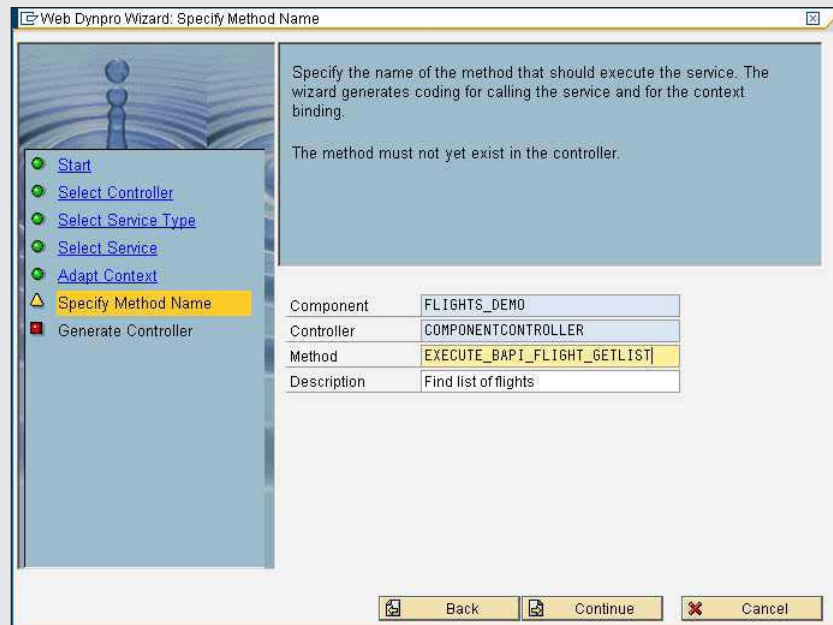 Web Dynpro Wizard: Specify Method Name
Specify the name of the method that should execute the service. The
wizard generates coding for calling the service and for the context
binding.
The method must not yet exist in the controller.
Start
Select Controller
Select Service Type
Select Service
Adapt Context
Specify Method Name
Generate Controller
Component FLIGHTS_DEMO
Controller COMPONENTCONTROLLER
Method EXECUTE_BAPI_FLIGHT_GETLIST
Description Find list of flights
Back Continue Cancel